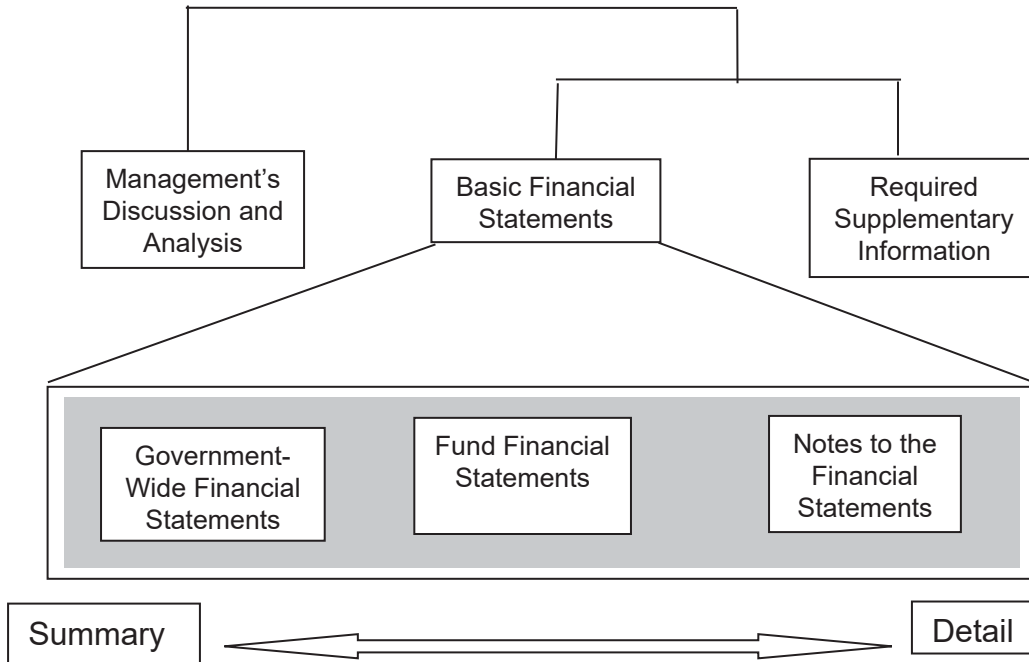 Management’s
Discussion and
Analysis
Basic Financial
Statements
Required
Supplementary
Information
Government-
Wide Financial
Statements
Fund Financial
Statements
Notes to the
Financial
Statements
Summary
Detail